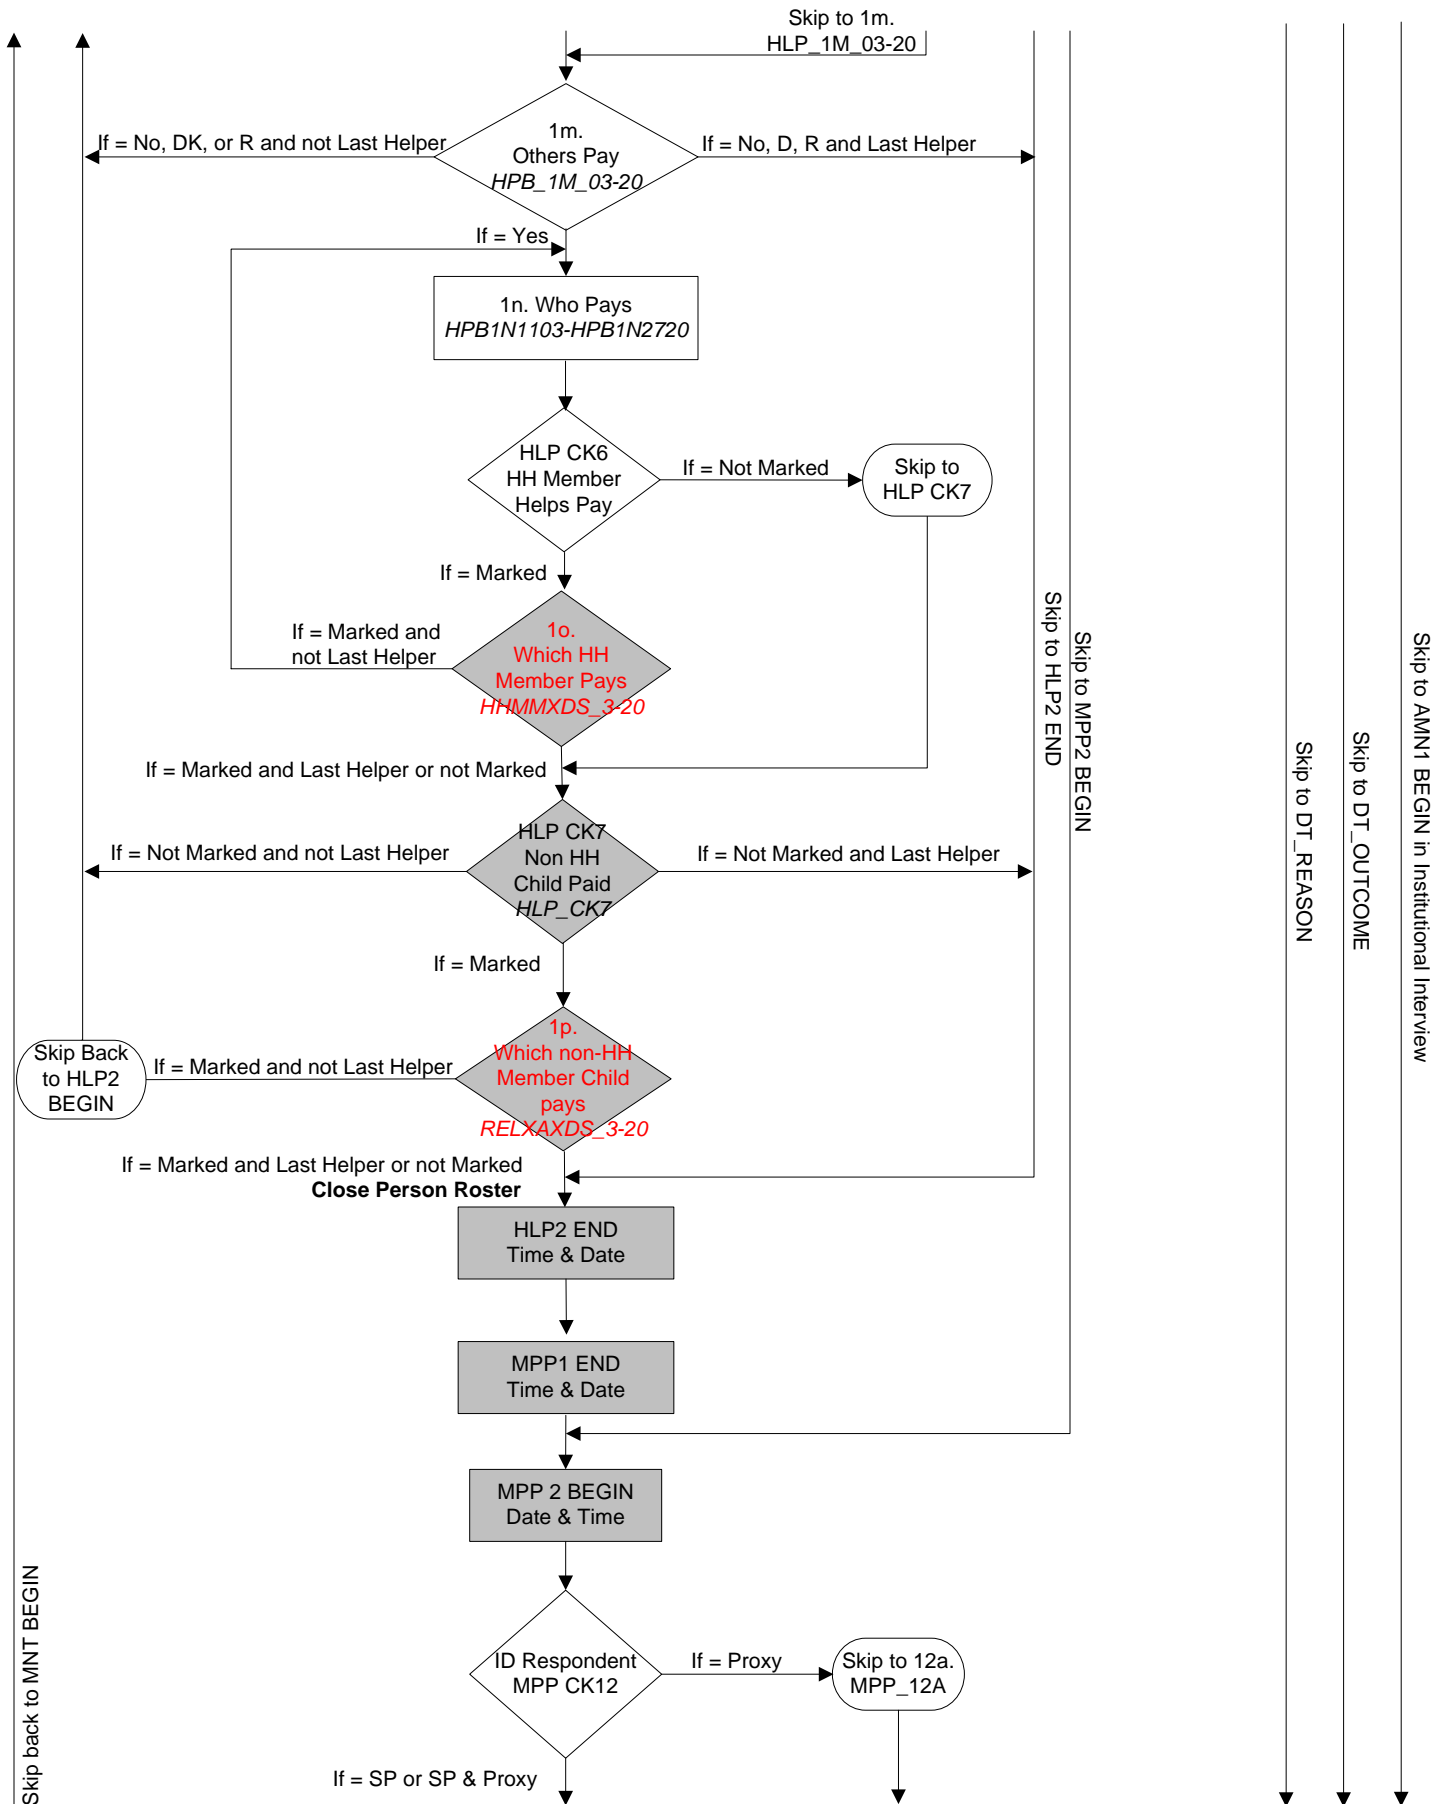 Skip to 1m.
HLP_1M_03-20
If = No, DK, or R and not Last Helper
1m.
Others Pay
HPB_1M_03-20
If = No, D, R and Last Helper
If = Yes
1n. Who Pays
HPB1N1103-HPB1N2720
HLP CK6
HH Member
Helps Pay
If = Not Marked
Skip to
HLP CK7
If = Marked
If = Marked and
not Last Helper
1o.
Which HH
Member Pays
HHMMXDS_3-20
If = Marked and Last Helper or not Marked
HLP CK7
Non HH
Child Paid
HLP_CK7
If = Not Marked and not Last Helper
If = Not Marked and Last Helper
If = Marked
1p.
Which non-HH
Member Child
pays
RELXAXDS_3-20
If = Marked and not Last Helper
Skip Back
to HLP2
BEGIN
If = Marked and Last Helper or not Marked
Close Person Roster
HLP2 END
Time & Date
MPP1 END
Time & Date
MPP 2 BEGIN
Date & Time
ID Respondent
MPP CK12
If = Proxy
Skip to 12a.
MPP_12A
If = SP or SP & Proxy
Skip back to MNT BEGIN
Skip to HLP2 END
Skip to MPP2 BEGIN
Skip to DT_REASON
Skip to DT_OUTCOME
Skip to AMN1 BEGIN in Institutional Interview